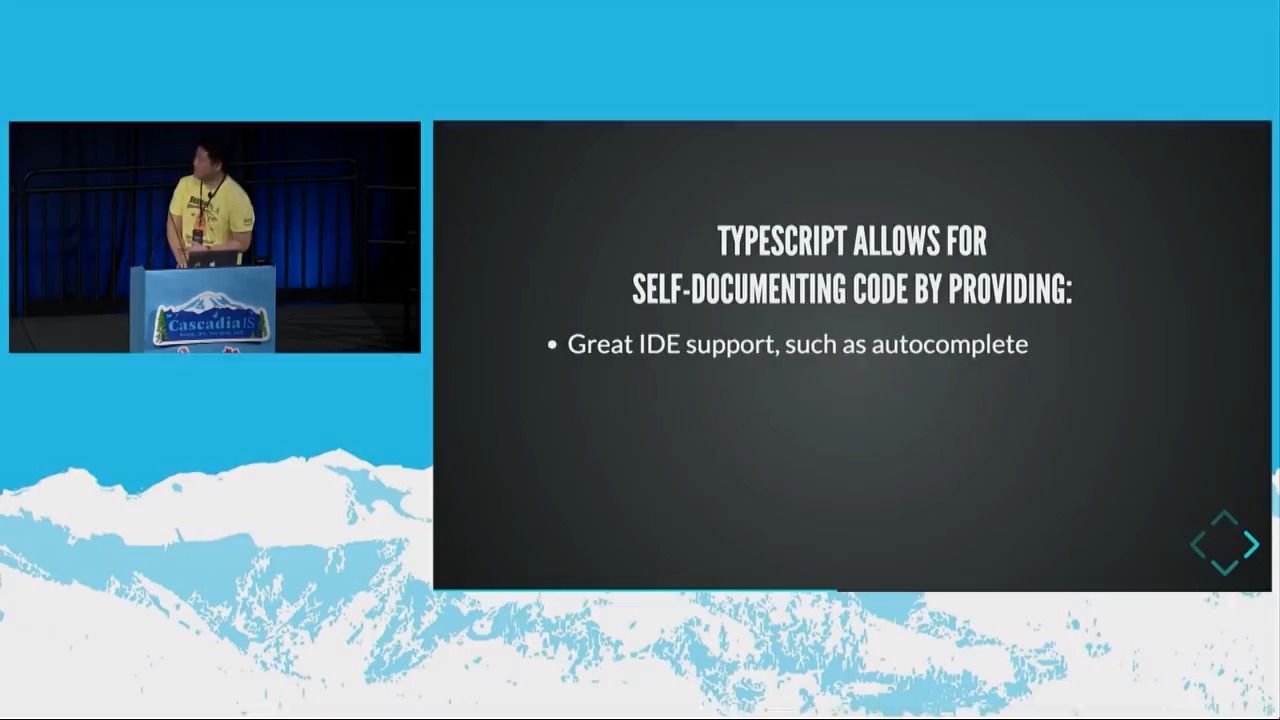 TYPESCRIPT ALLOWS FOR
SELF-DOCUMENTING CODE BY PROVIDING:
• Great IDE support, such as autocomplete
CascadiaJS